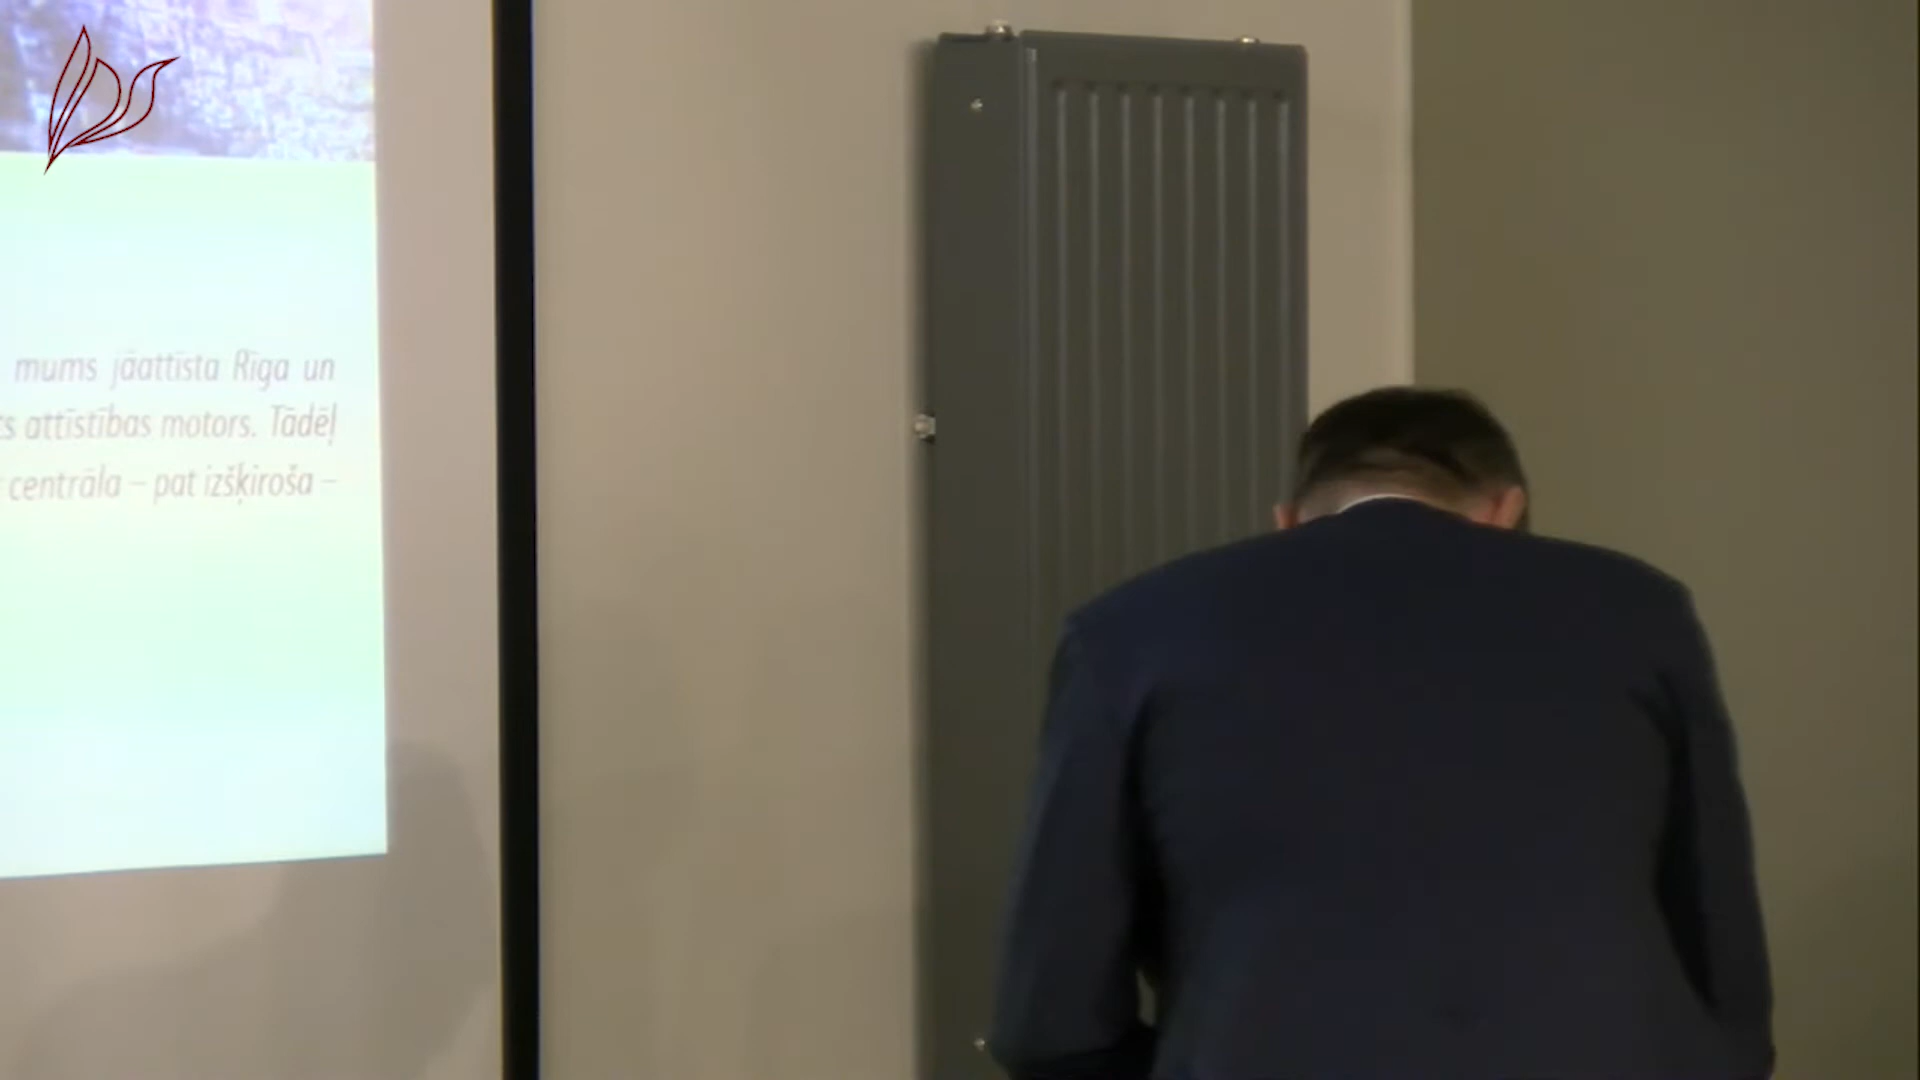 mums jāattīsta Rīga un
attīstības motors. Tādēļ
centrāla – pat izšķiroša –